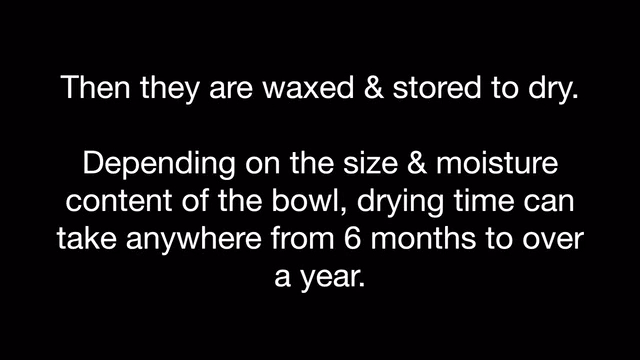 Then they are waxed & stored to dry.
Depending on the size & moisture
content of the bowl, drying time can
take anywhere from 6 months to over
a year.